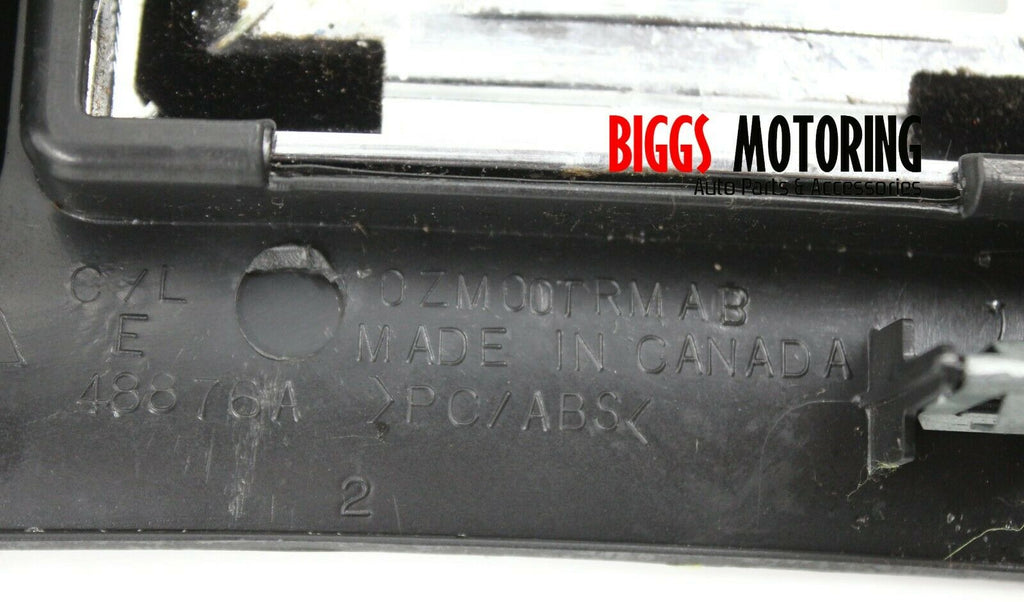 BIGGS MOTORING
Auto Parts & Accessories
C/L
0ZM00TRMAB
E
MADE IN CANADA
48876A
>PC/ABS<
2